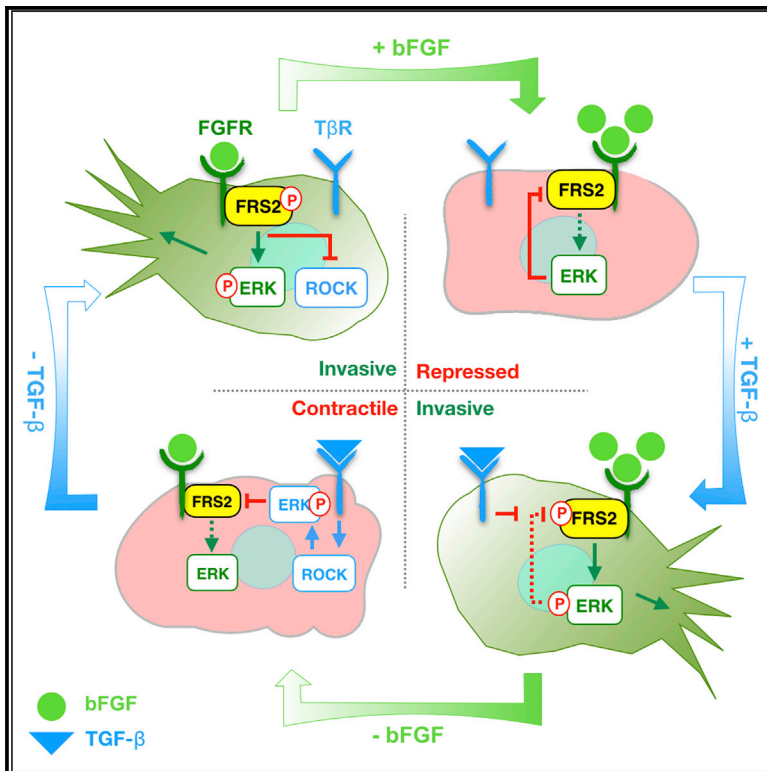 + bFGF
FGFR
TβR
FRS2
P
P
ERK
ROCK
FRS2
ERK
- TGF-β
+ TGF-β
Invasive
Repressed
Contractile
Invasive
FRS2
ERK
P
ERK
ROCK
P
FRS2
P
ERK
bFGF
TGF-β
- bFGF